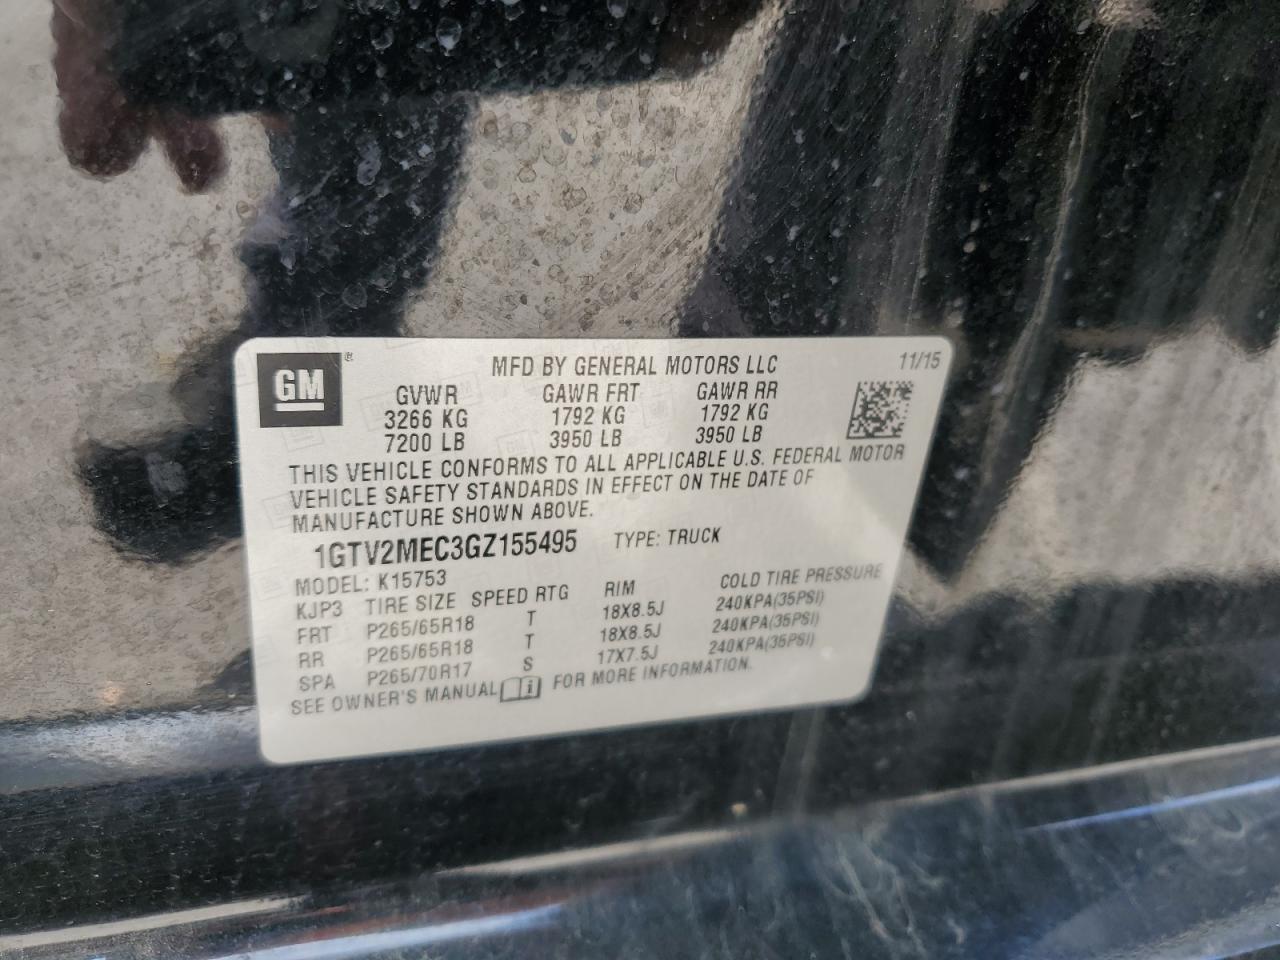 GM ®
MFD BY GENERAL MOTORS LLC 11/15
GVWR GAWR FRT GAWR RR
3266 KG 1792 KG 1792 KG
7200 LB 3950 LB 3950 LB
THIS VEHICLE CONFORMS TO ALL APPLICABLE U.S. FEDERAL MOTOR
VEHICLE SAFETY STANDARDS IN EFFECT ON THE DATE OF
MANUFACTURE SHOWN ABOVE.
1GTV2MEC3GZ155495 TYPE: TRUCK
MODEL: K15753
KJP3 TIRE SIZE SPEED RTG RIM COLD TIRE PRESSURE
FRT P265/65R18 T 18X8.5J 240KPA(35PSI)
RR P265/65R18 T 18X8.5J 240KPA(35PSI)
SPA P265/70R17 S 17X7.5J 240KPA(35PSI)
SEE OWNER'S MANUAL FOR MORE INFORMATION.